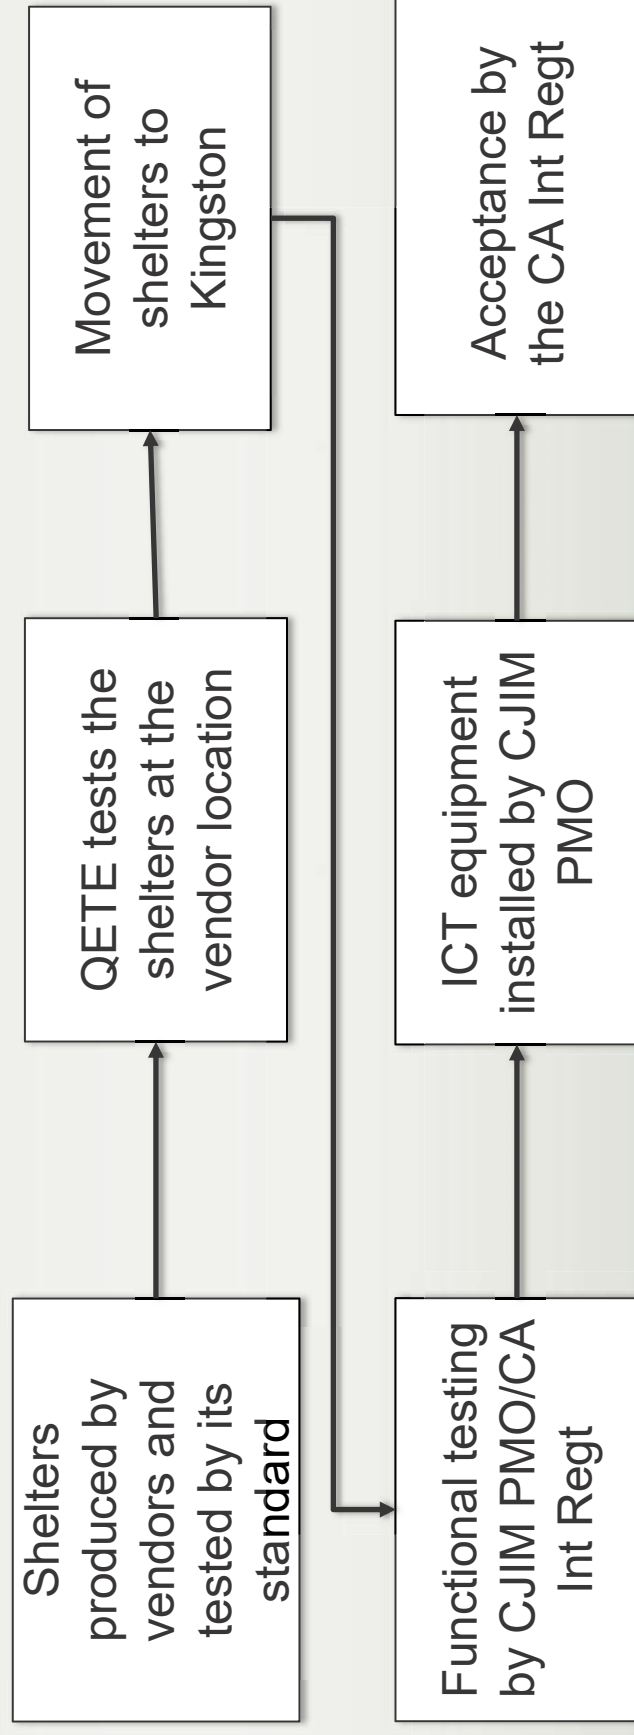 Shelters
produced by
vendors and
tested by its
standard
QETE tests the
shelters at the
vendor location
Movement of
shelters to
Kingston
Functional testing
by CJIM PMO/CA
Int Regt
ICT equipment
installed by CJIM
PMO
Acceptance by
the CA Int Regt